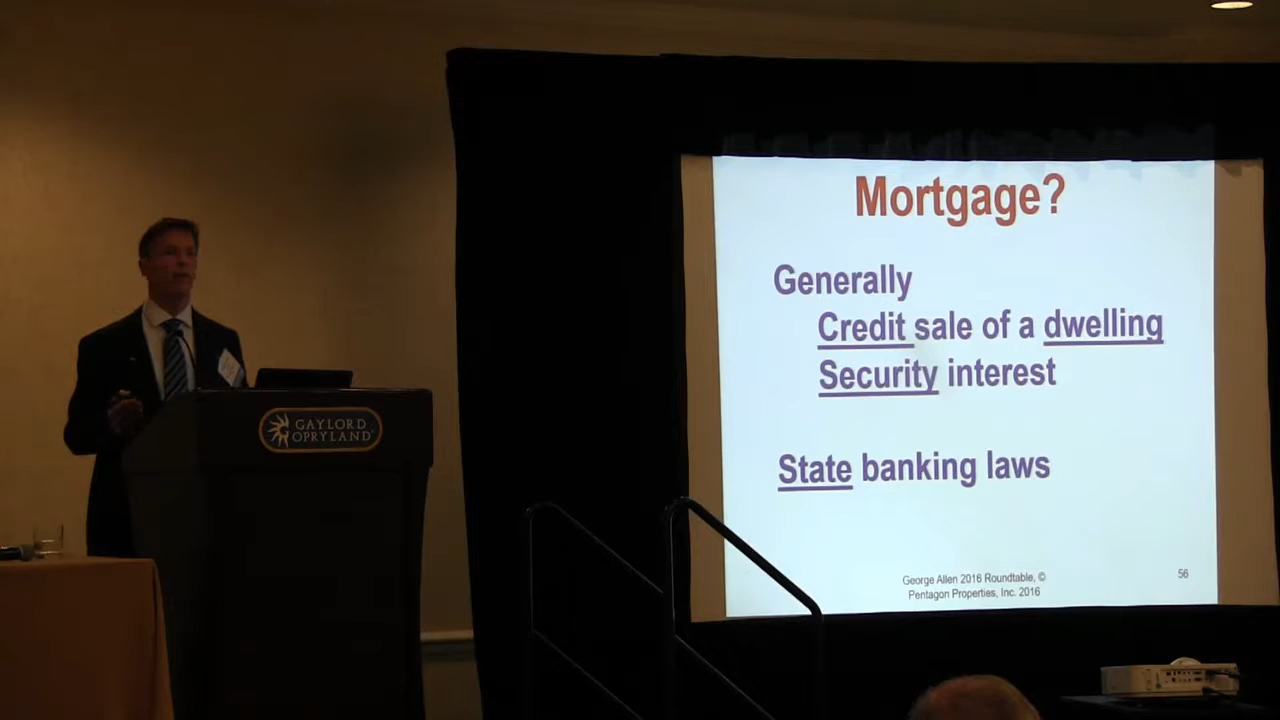 Mortgage?
Generally
Credit sale of a dwelling
Security interest
State banking laws
George Allen 2016 Roundtable, ©
Pentagon Properties, Inc. 2016
56
GAYLORD
OPRYLAND